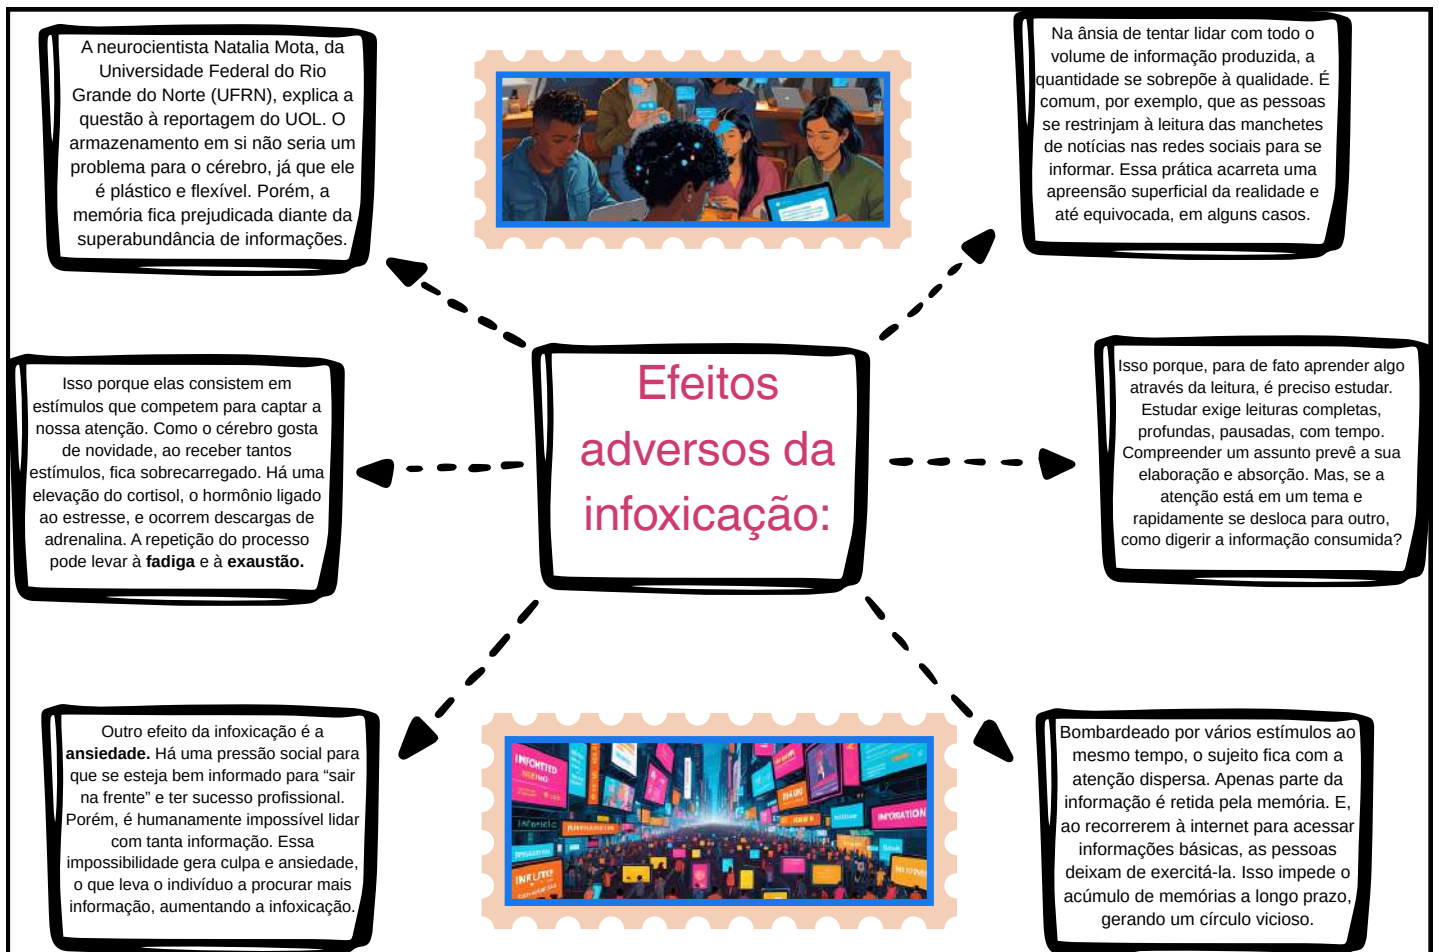 A neurocientista Natalia Mota, da
Universidade Federal do Rio
Grande do Norte (UFRN), explica a
questão à reportagem do UOL. O
armazenamento em si não seria um
problema para o cérebro, já que ele
é plástico e flexível. Porém, a
memória fica prejudicada diante da
superabundância de informações.
Na ânsia de tentar lidar com todo o
volume de informação produzida, a
quantidade se sobrepõe à qualidade. É
comum, por exemplo, que as pessoas
se restrinjam à leitura das manchetes
de notícias nas redes sociais para se
informar. Essa prática acarreta uma
apreensão superficial da realidade e
até equivocada, em alguns casos.
Isso porque elas consistem em
estímulos que competem para captar a
nossa atenção. Como o cérebro gosta
de novidade, ao receber tantos
estímulos, fica sobrecarregado. Há uma
elevação do cortisol, o hormônio ligado
ao estresse, e ocorrem descargas de
adrenalina. A repetição do processo
pode levar à fadiga e à exaustão.
Efeitos
adversos da
infoxicação:
Isso porque, para de fato aprender algo
através da leitura, é preciso estudar.
Estudar exige leituras completas,
profundas, pausadas, com tempo.
Compreender um assunto prevê a sua
elaboração e absorção. Mas, se a
atenção está em um tema e
rapidamente se desloca para outro,
como digerir a informação consumida?
Outro efeito da infoxicação é a
ansiedade. Há uma pressão social para
que se esteja bem informado para “sair
na frente” e ter sucesso profissional.
Porém, é humanamente impossível lidar
com tanta informação. Essa
impossibilidade gera culpa e ansiedade,
o que leva o indivíduo a procurar mais
informação, aumentando a infoxicação.
Bombardeado por vários estímulos ao
mesmo tempo, o sujeito fica com a
atenção dispersa. Apenas parte da
informação é retida pela memória. E,
ao recorrerem à internet para acessar
informações básicas, as pessoas
deixam de exercitá-la. Isso impede o
acúmulo de memórias a longo prazo,
gerando um círculo vicioso.